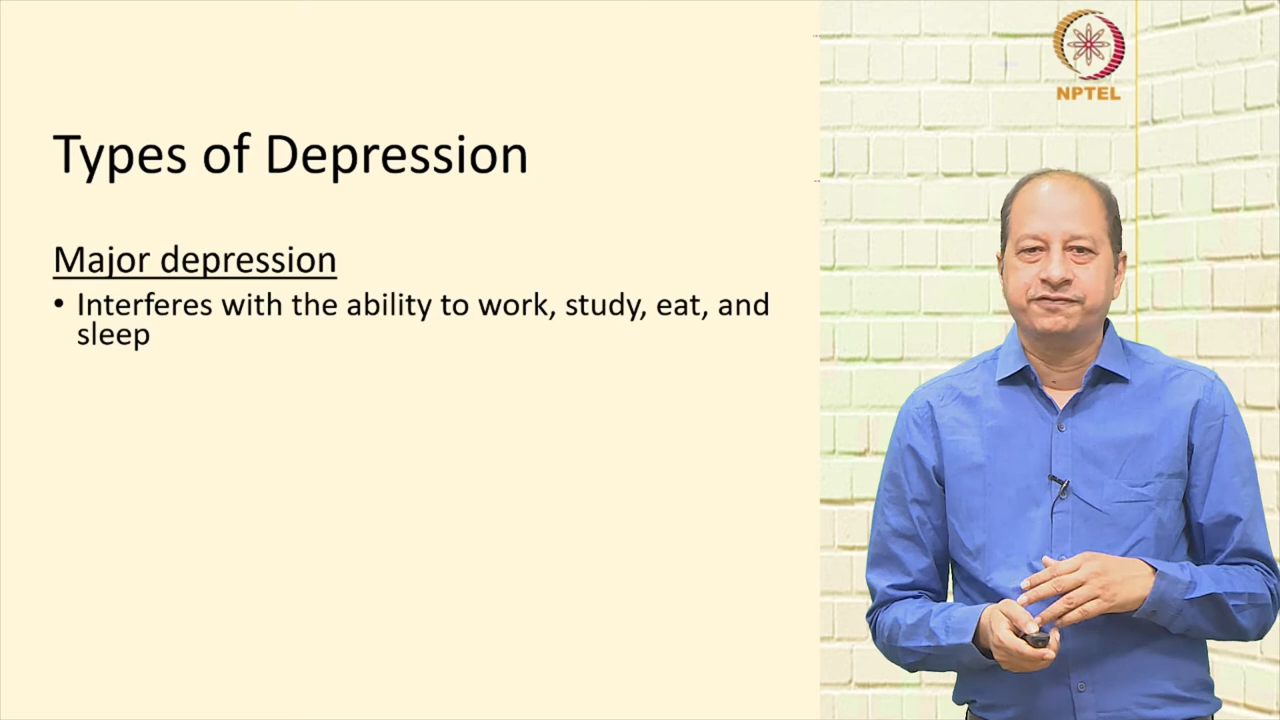 NPTEL
Types of Depression
Major depression
• Interferes with the ability to work, study, eat, and
sleep